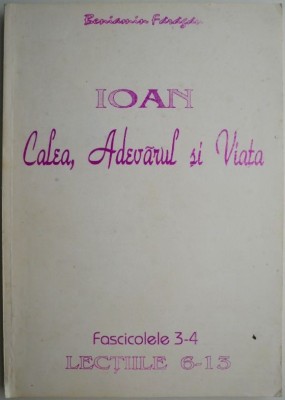 Beniamin Fărăgău
IOAN
Calea, Adevărul și Viața
Fascicolele 3-4
LECȚIILE 6-13